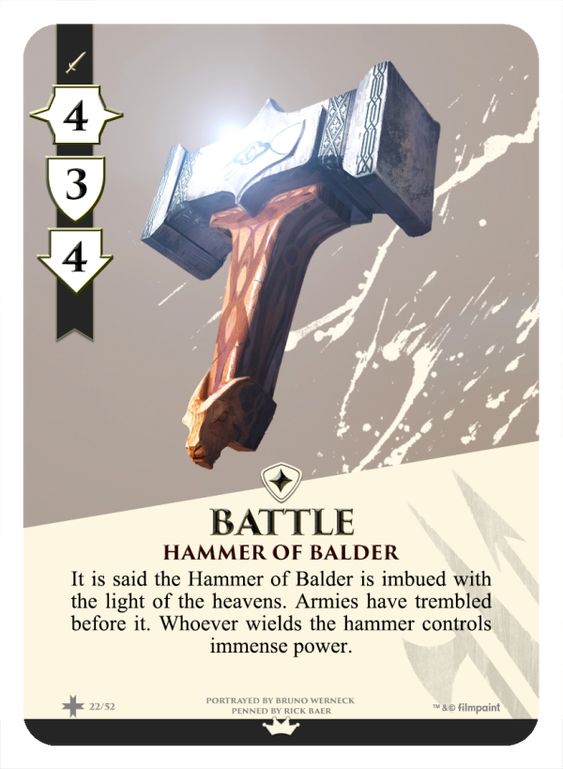 4
3
4
BATTLE
HAMMER OF BALDER
It is said the Hammer of Balder is imbued with
the light of the heavens. Armies have trembled
before it. Whoever wields the hammer controls
immense power.
22/52
PORTRAYED BY BRUNO WERNECK
PENNED BY RICK BAER
™ &© filmpaint